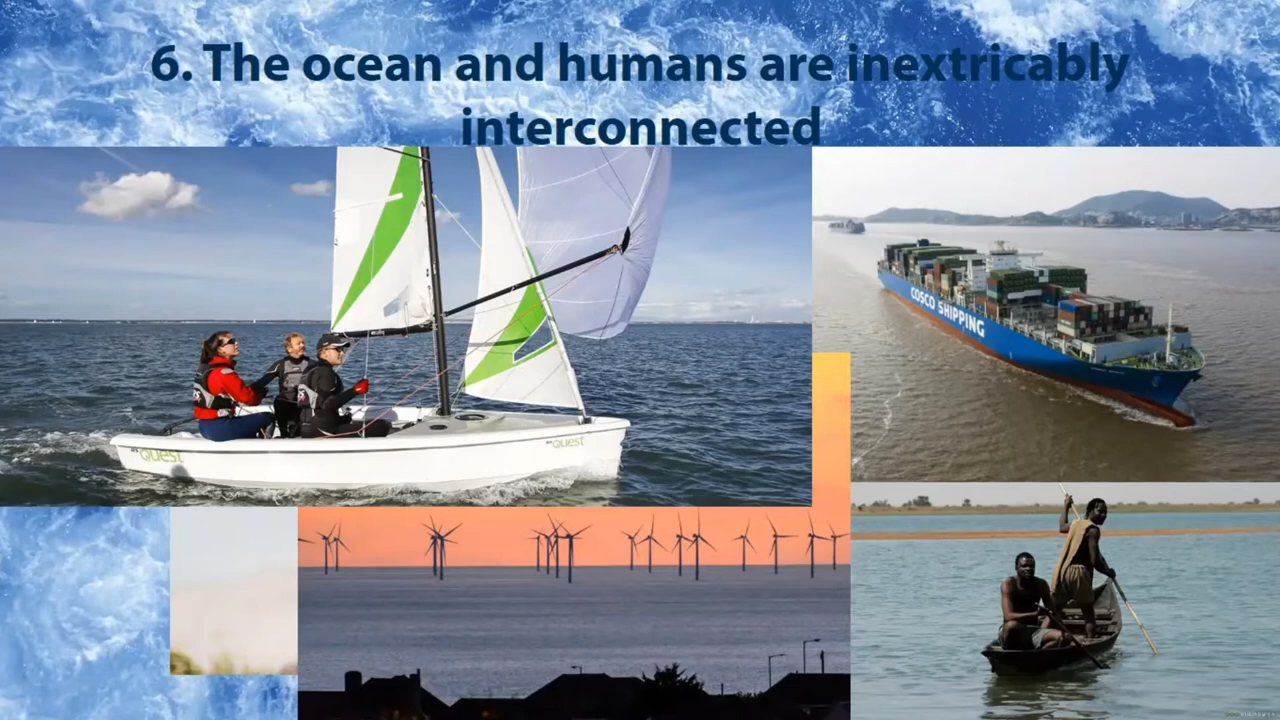 6. The ocean and humans are inextricably
interconnected
COSCO SHIPPING
QUEST
QUEST